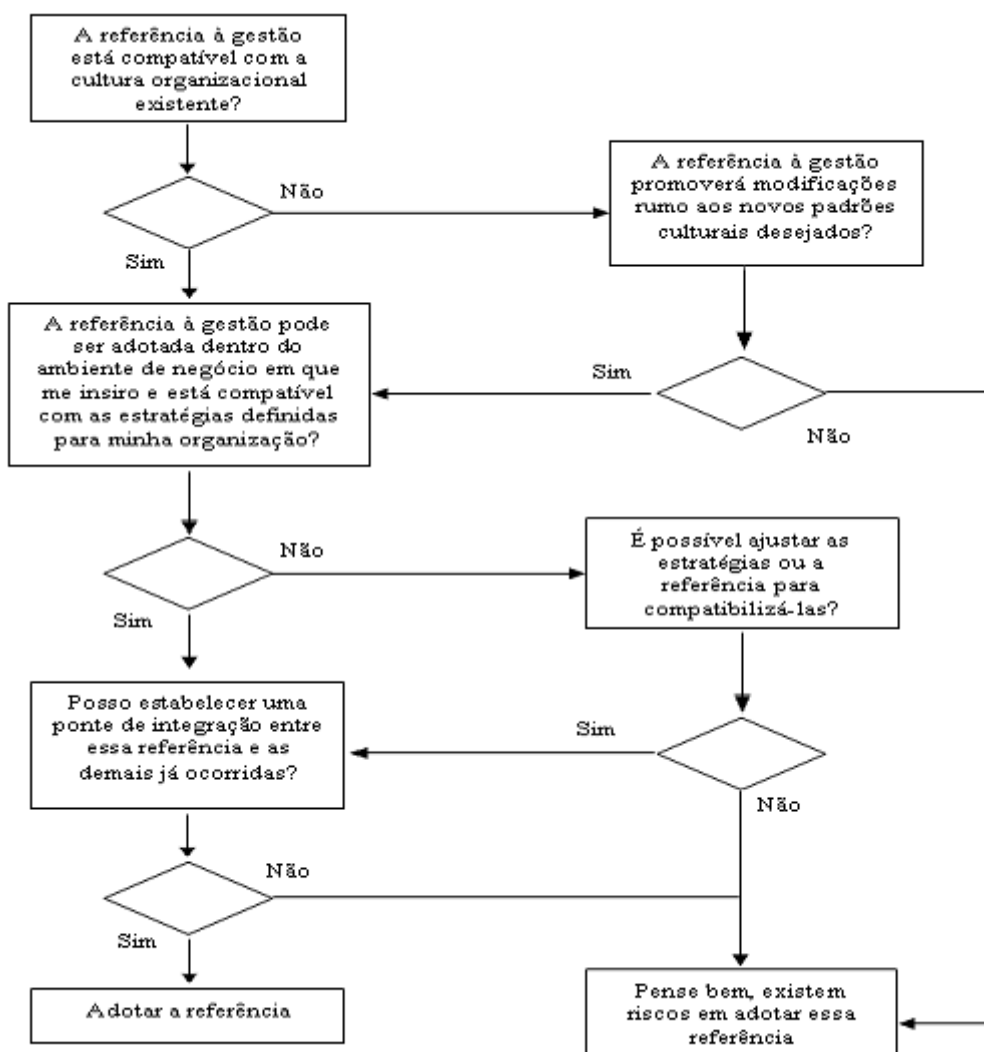 A referência à gestão
está compatível com a
cultura organizacional
existente?
Não
A referência à gestão
promoverá modificações
rumo aos novos padrões
culturais desejados?
Sim
A referência à gestão pode
ser adotada dentro do
ambiente de negócio em que
me insiro e está compatível
com as estratégias definidas
para minha organização?
Sim
Não
Não
É possível ajustar as
estratégias ou a
referência para
compatibilizá-las?
Sim
Posso estabelecer uma
ponte de integração entre
essa referência e as
demais já ocorridas?
Sim
Não
Não
Sim
Adotar a referência
Pense bem, existem
riscos em adotar essa
referência